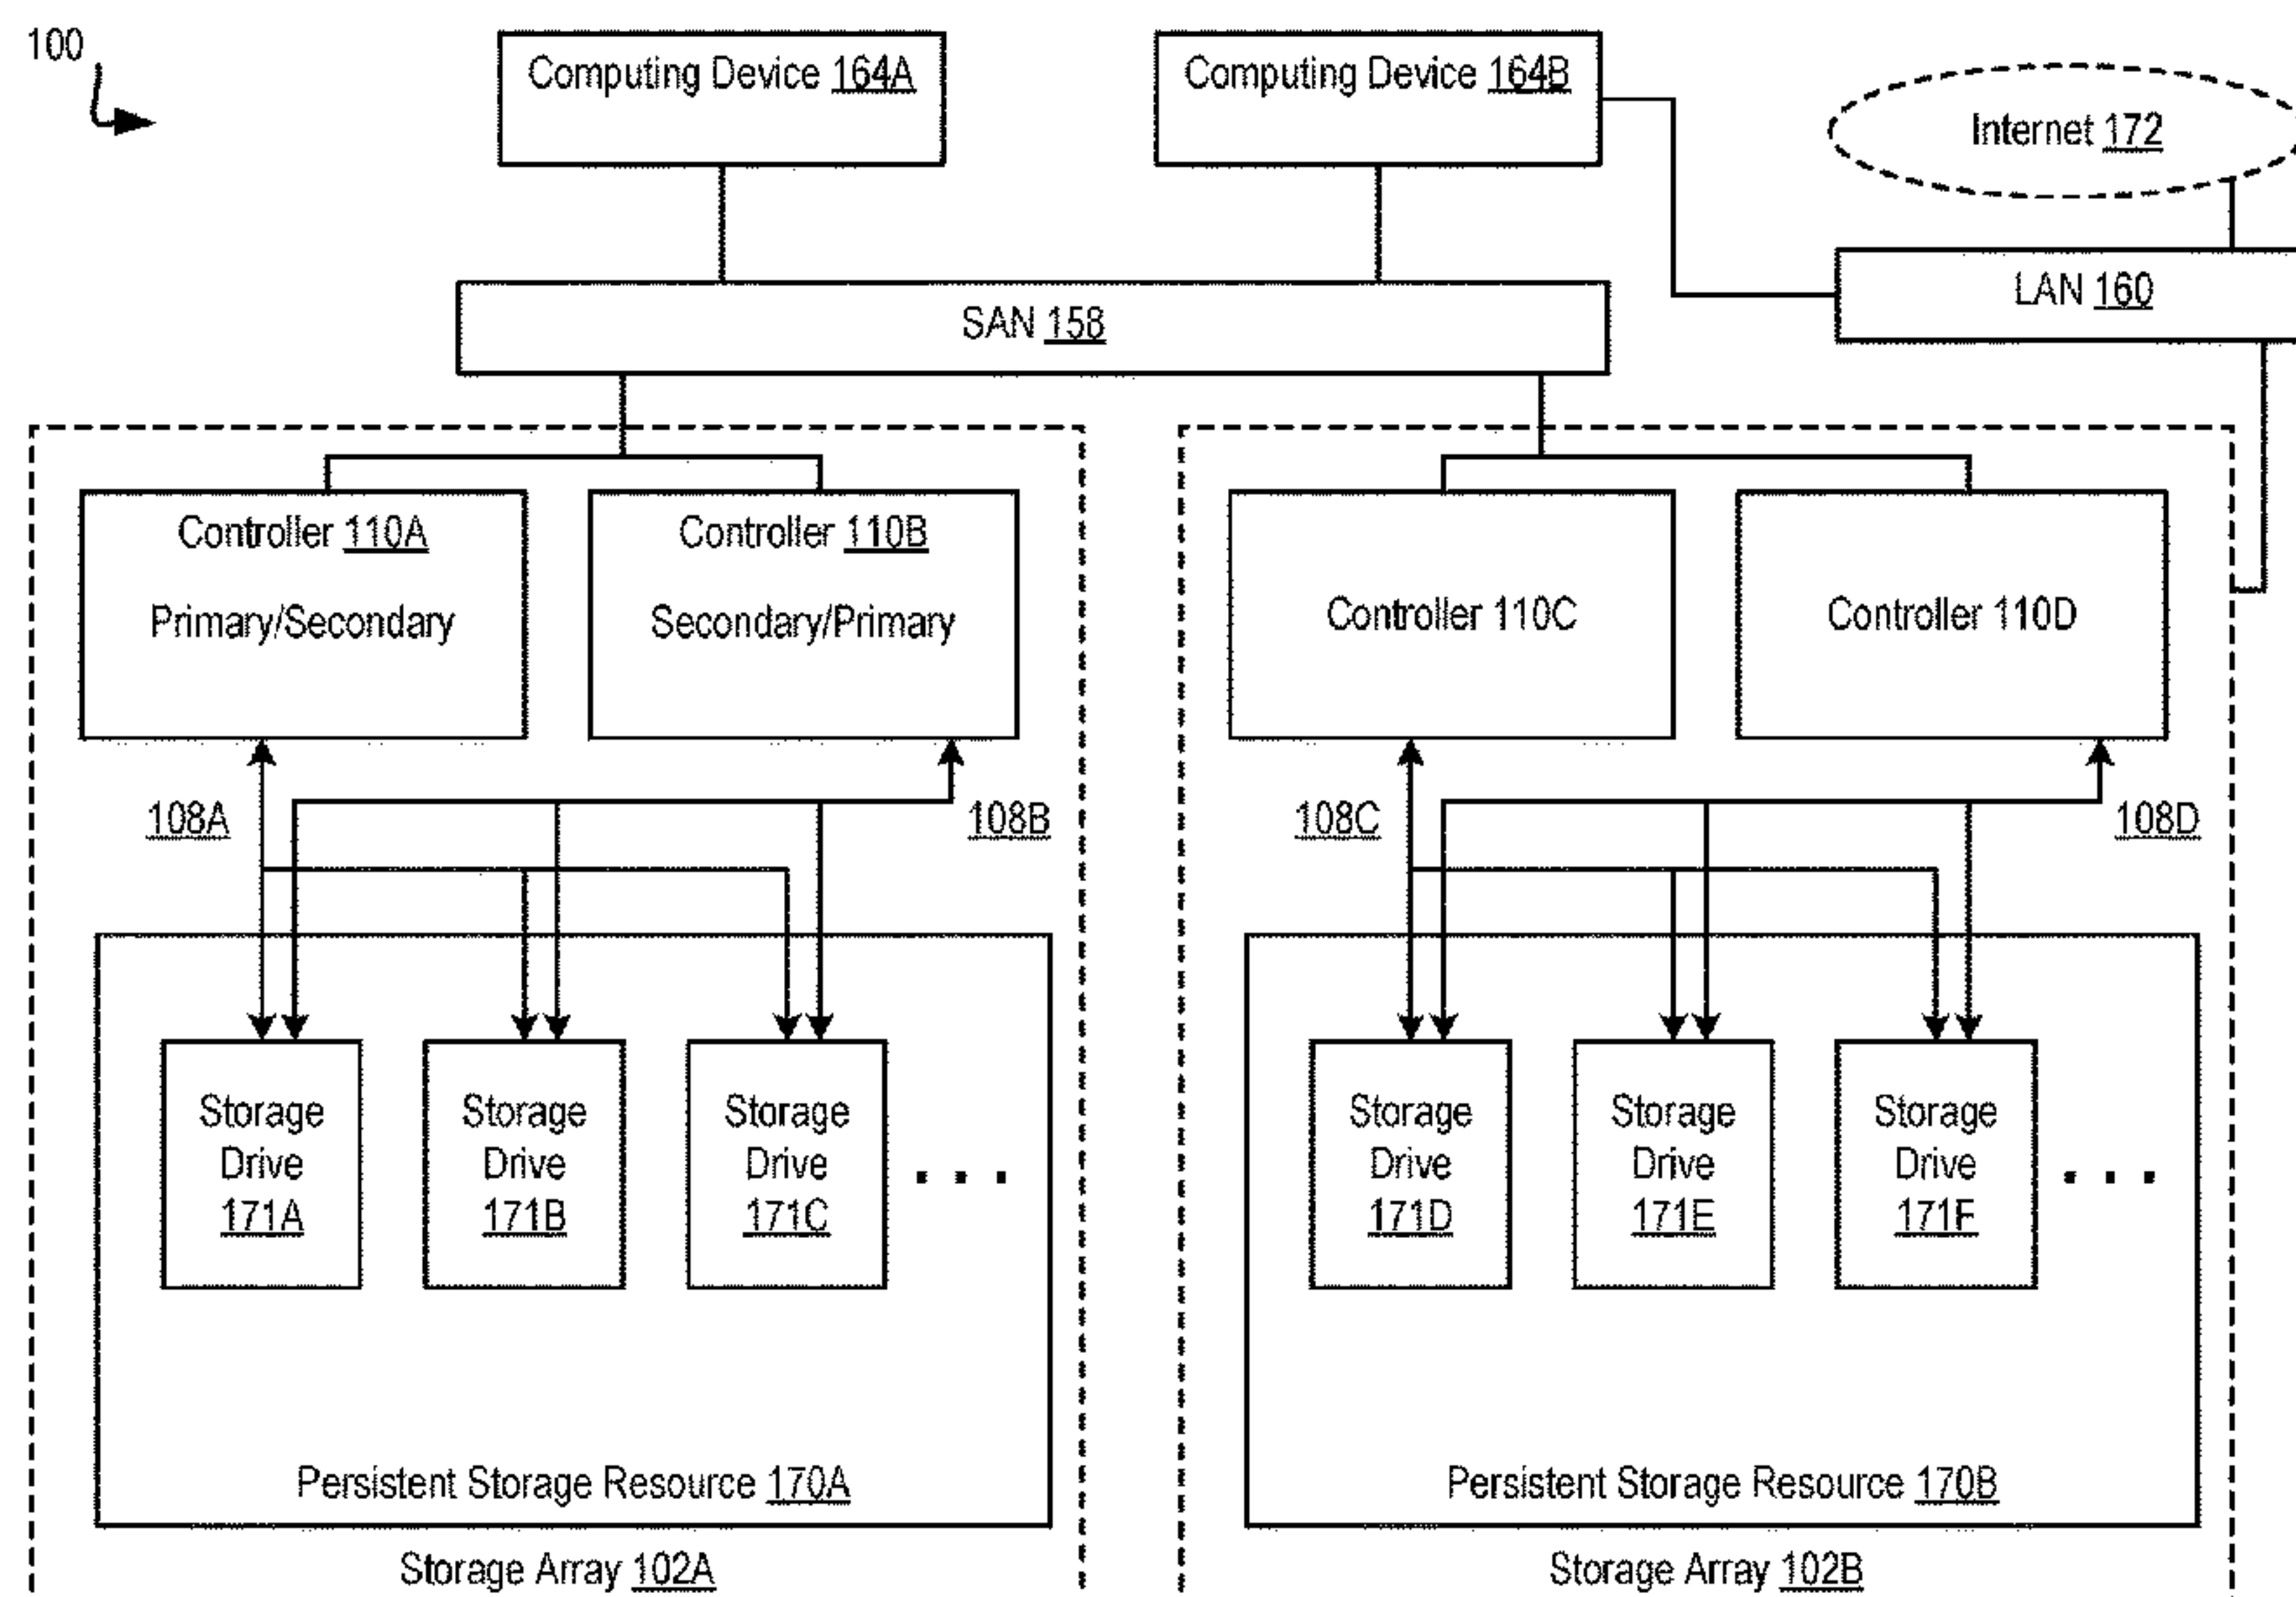 100
Computing Device 164A
Computing Device 164B
Internet 172
LAN 160
SAN 158
Controller 110A
Primary/Secondary
Controller 110B
Secondary/Primary
Controller 110C
Controller 110D
108A
108B
108C
108D
Storage
Drive
171A
Storage
Drive
171B
Storage
Drive
171C
...
Storage
Drive
171D
Storage
Drive
171E
Storage
Drive
171F
...
Persistent Storage Resource 170A
Persistent Storage Resource 170B
Storage Array 102A
Storage Array 102B